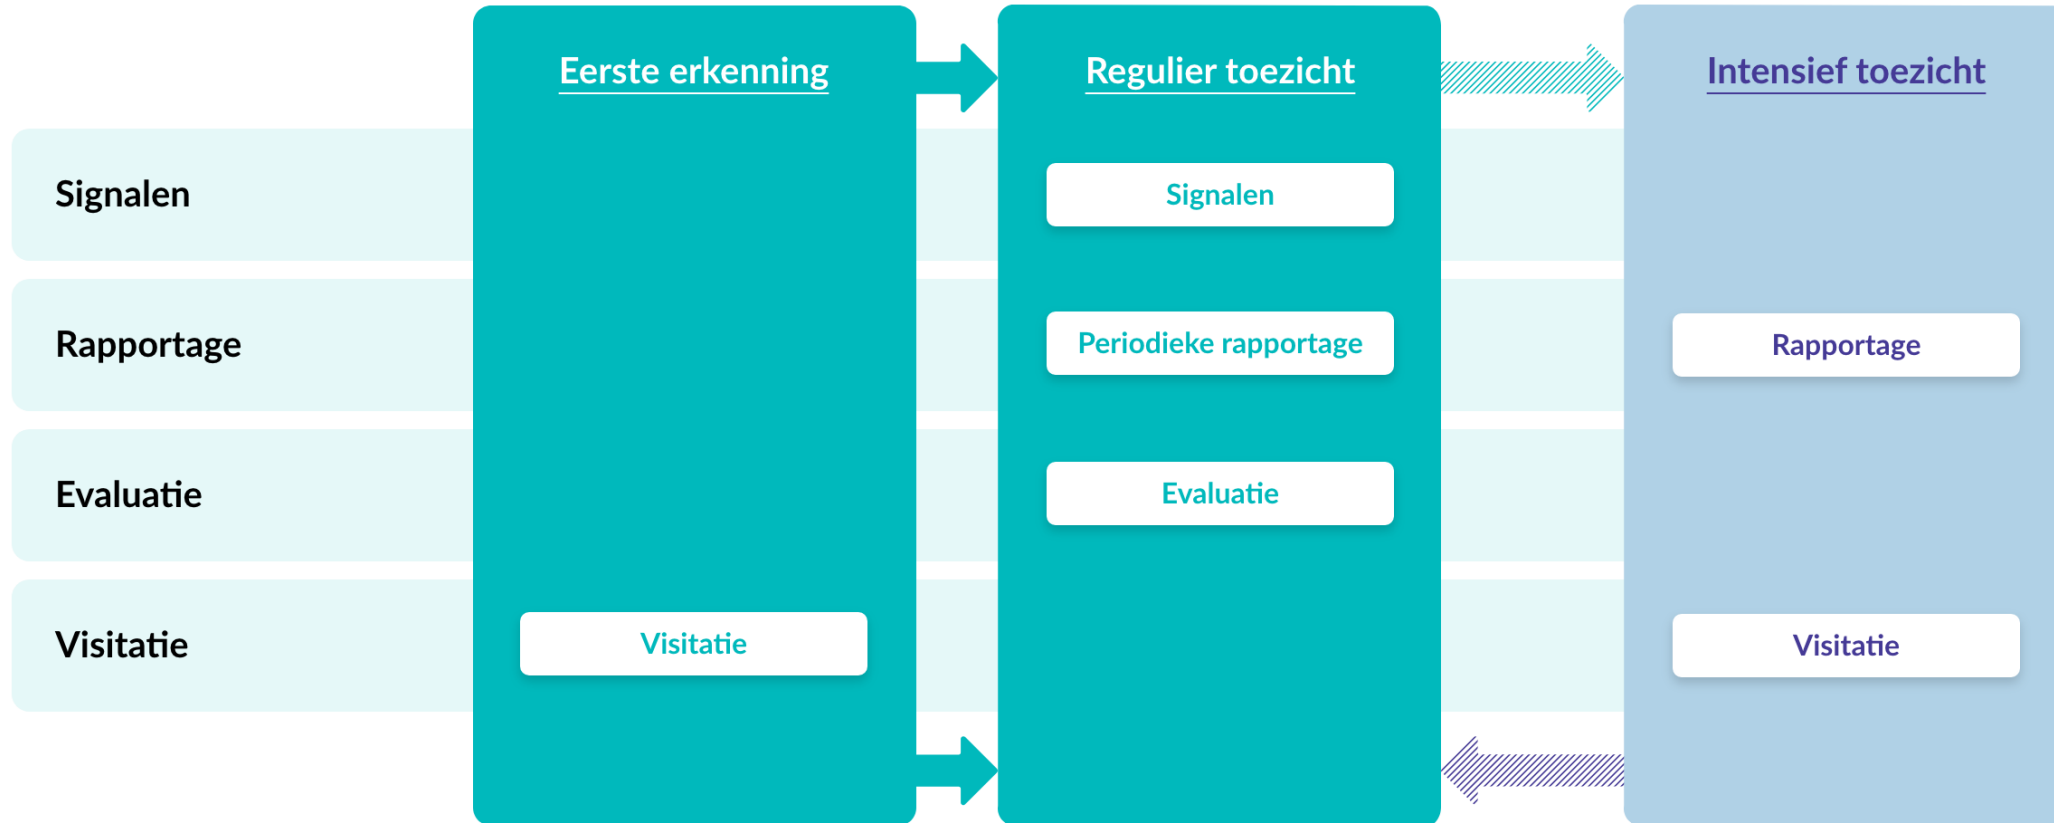 Eerste erkenning
Regulier toezicht
Intensief toezicht
Signalen
Signalen
Rapportage
Periodieke rapportage
Rapportage
Evaluatie
Evaluatie
Visitatie
Visitatie
Visitatie